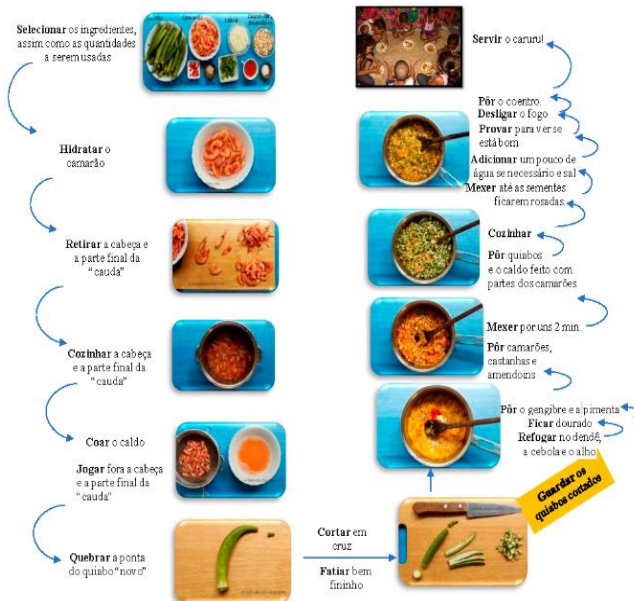 Selecionar os ingredientes,
assim como as quantidades
a serem usadas
Hidratar o
camarão
Retirar a cabeça e
a parte final da
"cauda"
Cozinhar a cabeça
e a parte final da
"cauda"
Coar o caldo
Jogar fora a cabeça
e a parte final da
"cauda"
Quebrar a ponta
do quiabo "novo"
Cortar em
cruz
Fatiar bem
fininho
Guardar os
quiabos cortados
Refogar no dendê,
a cebola e o alho
Ficar dourado
Pôr o gengibre e a pimenta
Pôr camarões,
castanhas e
amendoins
Mexer por uns 2 min.
Pôr quiabos
e o caldo feito com
partes dos camarões
Cozinhar
Mexer até as sementes
ficarem rosadas.
Adicionar um pouco de
água se necessário e sal
Provar para ver se
está bom
Desligar o fogo
Pôr o coentro.
Servir o caruru!